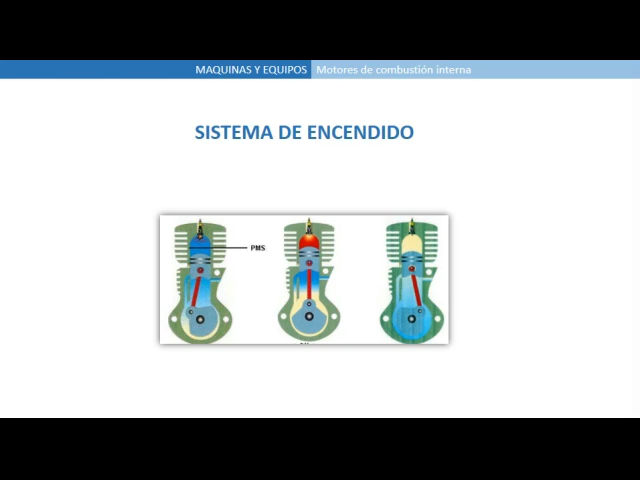 MAQUINAS Y EQUIPOS Motores de combustión interna
SISTEMA DE ENCENDIDO
PMS